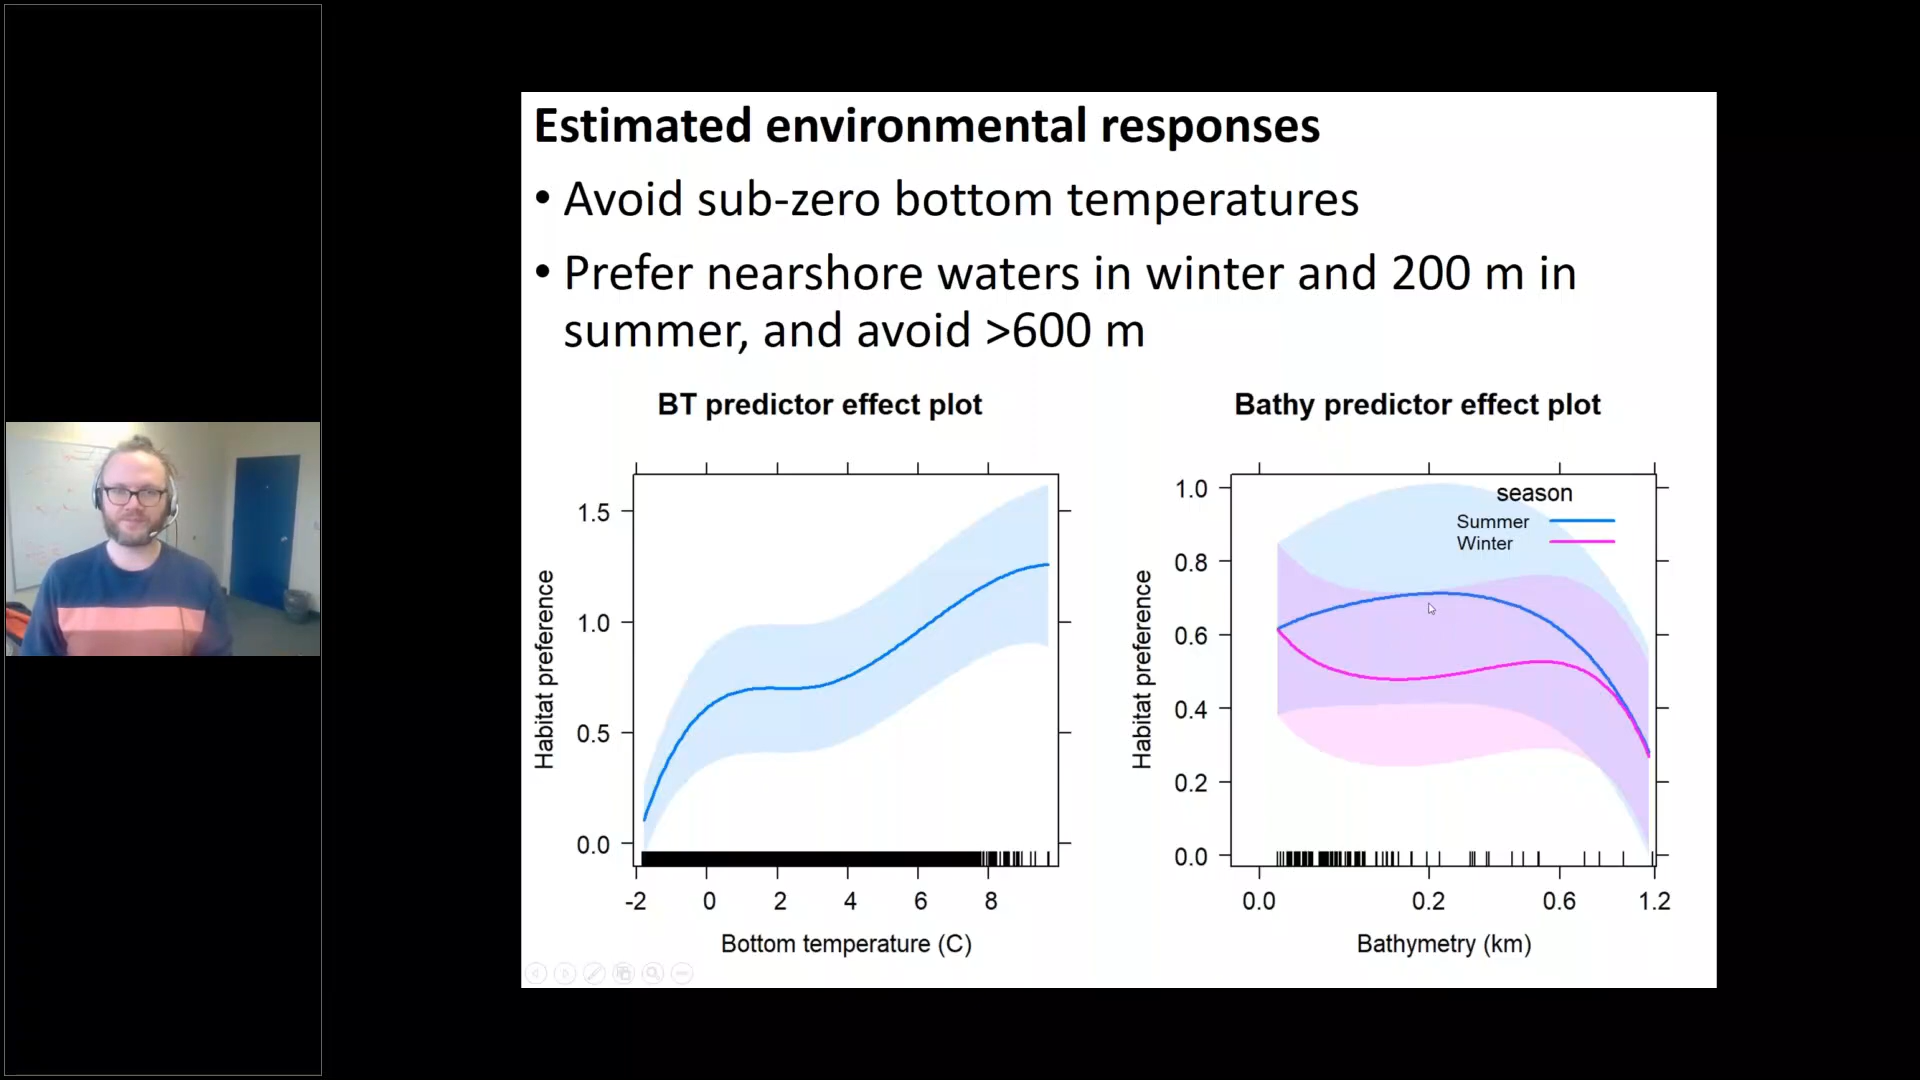 Estimated environmental responses
• Avoid sub-zero bottom temperatures
• Prefer nearshore waters in winter and 200 m in
summer, and avoid >600 m
BT predictor effect plot
Habitat preference
1.5
1.0
0.5
0.0
-2 0 2 4 6 8
Bottom temperature (C)
Bathy predictor effect plot
Habitat preference
1.0
0.8
0.6
0.4
0.2
0.0
season
Summer
Winter
0.0 0.2 0.6 1.2
Bathymetry (km)